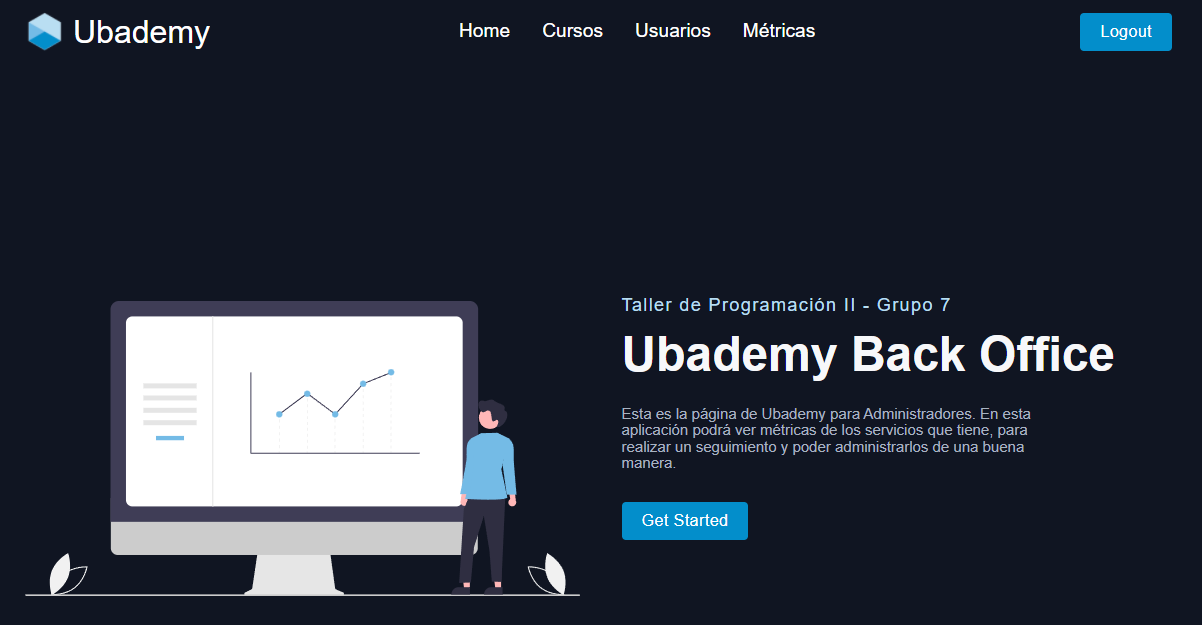 Ubademy
Home
Cursos
Usuarios
Métricas
Logout
Taller de Programación II - Grupo 7
Ubademy Back Office
Esta es la página de Ubademy para Administradores. En esta
aplicación podrá ver métricas de los servicios que tiene, para
realizar un seguimiento y poder administrarlos de una buena
manera.
Get Started